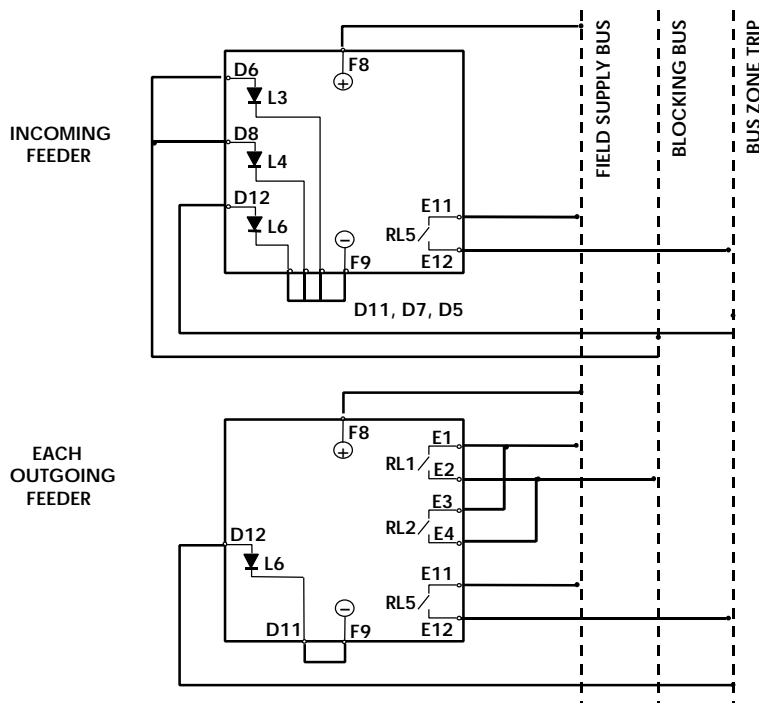 FIELD SUPPLY BUS
BLOCKING BUS
BUS ZONE TRIP
INCOMING
FEEDER
F8
+
D6
L3
D8
L4
D12
L6
E11
RL5
E12
−
F9
D11, D7, D5
EACH
OUTGOING
FEEDER
F8
+
E1
RL1
E2
E3
RL2
E4
D12
L6
E11
RL5
E12
−
D11
F9